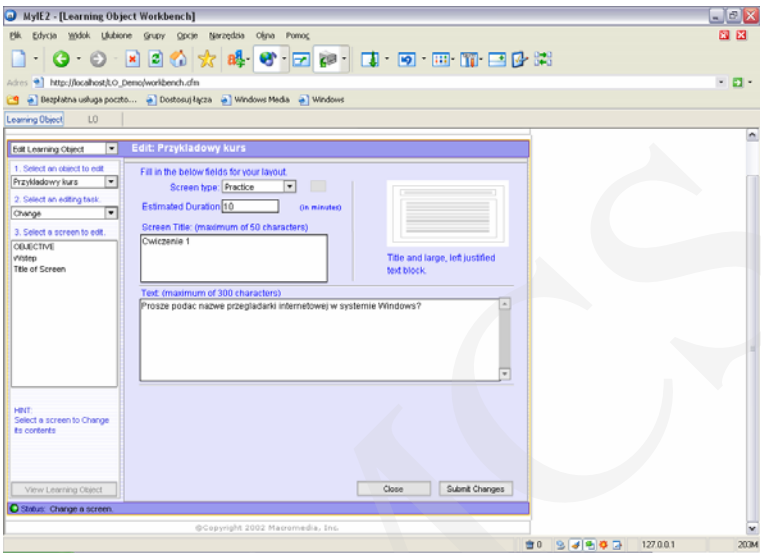 MyIE2 - [Learning Object Workbench]
Plik Edycja Widok Ulubione Grupy Opcje Narzędzia Okna Pomoc
Adres http://localhost/LO_Demo/workbench.cfm
Bezpłatna usługa poczto... Dostosuj łącza Windows Media Windows
Learning Object LO
Edit Learning Object Edit: Przykladowy kurs
1. Select an object to edit.
Przykladowy kurs
2. Select an editing task.
Change
3. Select a screen to edit.
OBJECTIVE
Wstep
Title of Screen
HINT:
Select a screen to Change
its contents
View Learning Object
Fill in the below fields for your layout.
Screen type: Practice
Estimated Duration 10 (in minutes)
Screen Title: (maximum of 50 characters)
Cwiczenie 1
Title and large, left justified
text block.
Text: (maximum of 300 characters)
Prosze podac nazwe przegladarki internetowej w systemie Windows?
Close Submit Changes
Status: Change a screen.
©Copyright 2002 Macromedia, Inc.
0 127.0.0.1 203M